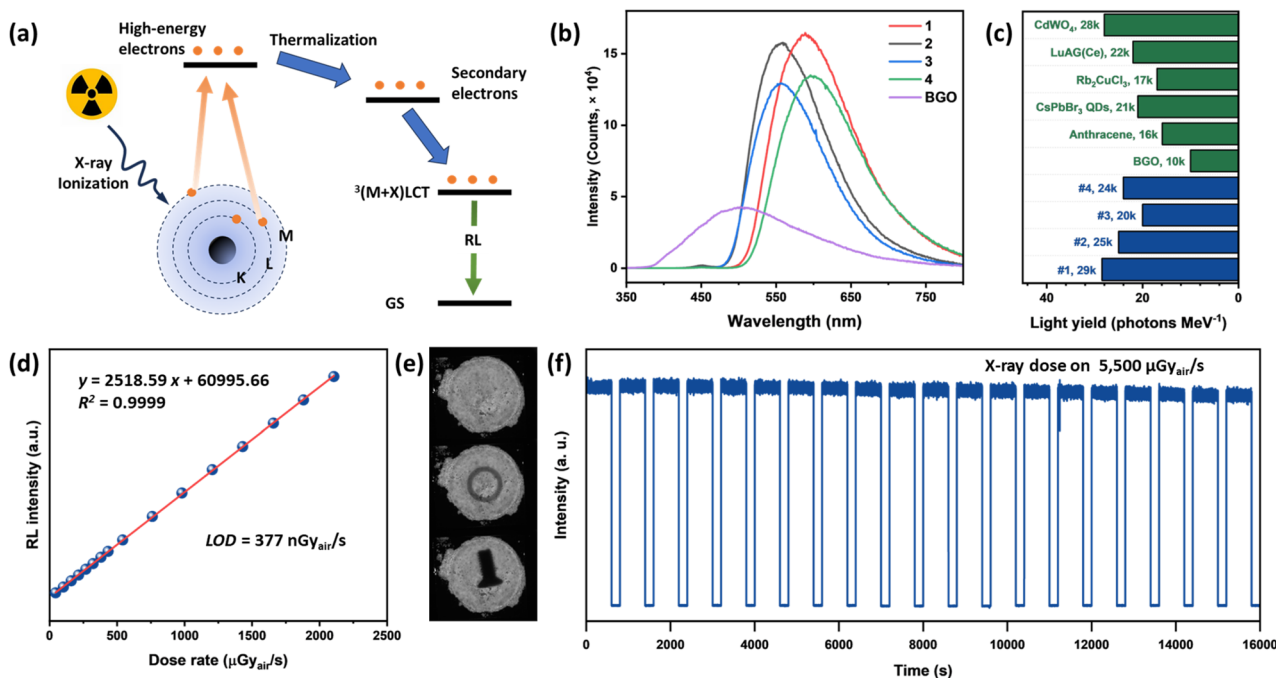 (a)
High-energy
electrons
Thermalization
Secondary
electrons
X-ray
Ionization
³(M+X)LCT
M
L
K
RL
GS
(b)
Intensity (Counts, × 10⁴)
15
10
5
0
1
2
3
4
BGO
350
450
550
650
750
Wavelength (nm)
(c)
CdWO₄, 28k
LuAG(Ce), 22k
Rb₂CuCl₃, 17k
CsPbBr₃ QDs, 21k
Anthracene, 16k
BGO, 10k
#4, 24k
#3, 20k
#2, 25k
#1, 29k
40
20
0
Light yield (photons MeV⁻¹)
(d)
y = 2518.59 x + 60995.66
R² = 0.9999
LOD = 377 nGyₐᵢᵣ/s
RL intensity (a.u.)
0
500
1000
1500
2000
2500
Dose rate (μGyₐᵢᵣ/s)
(e)
(f)
X-ray dose on 5,500 μGyₐᵢᵣ/s
Intensity (a. u.)
0
2000
4000
6000
8000
10000
12000
14000
16000
Time (s)